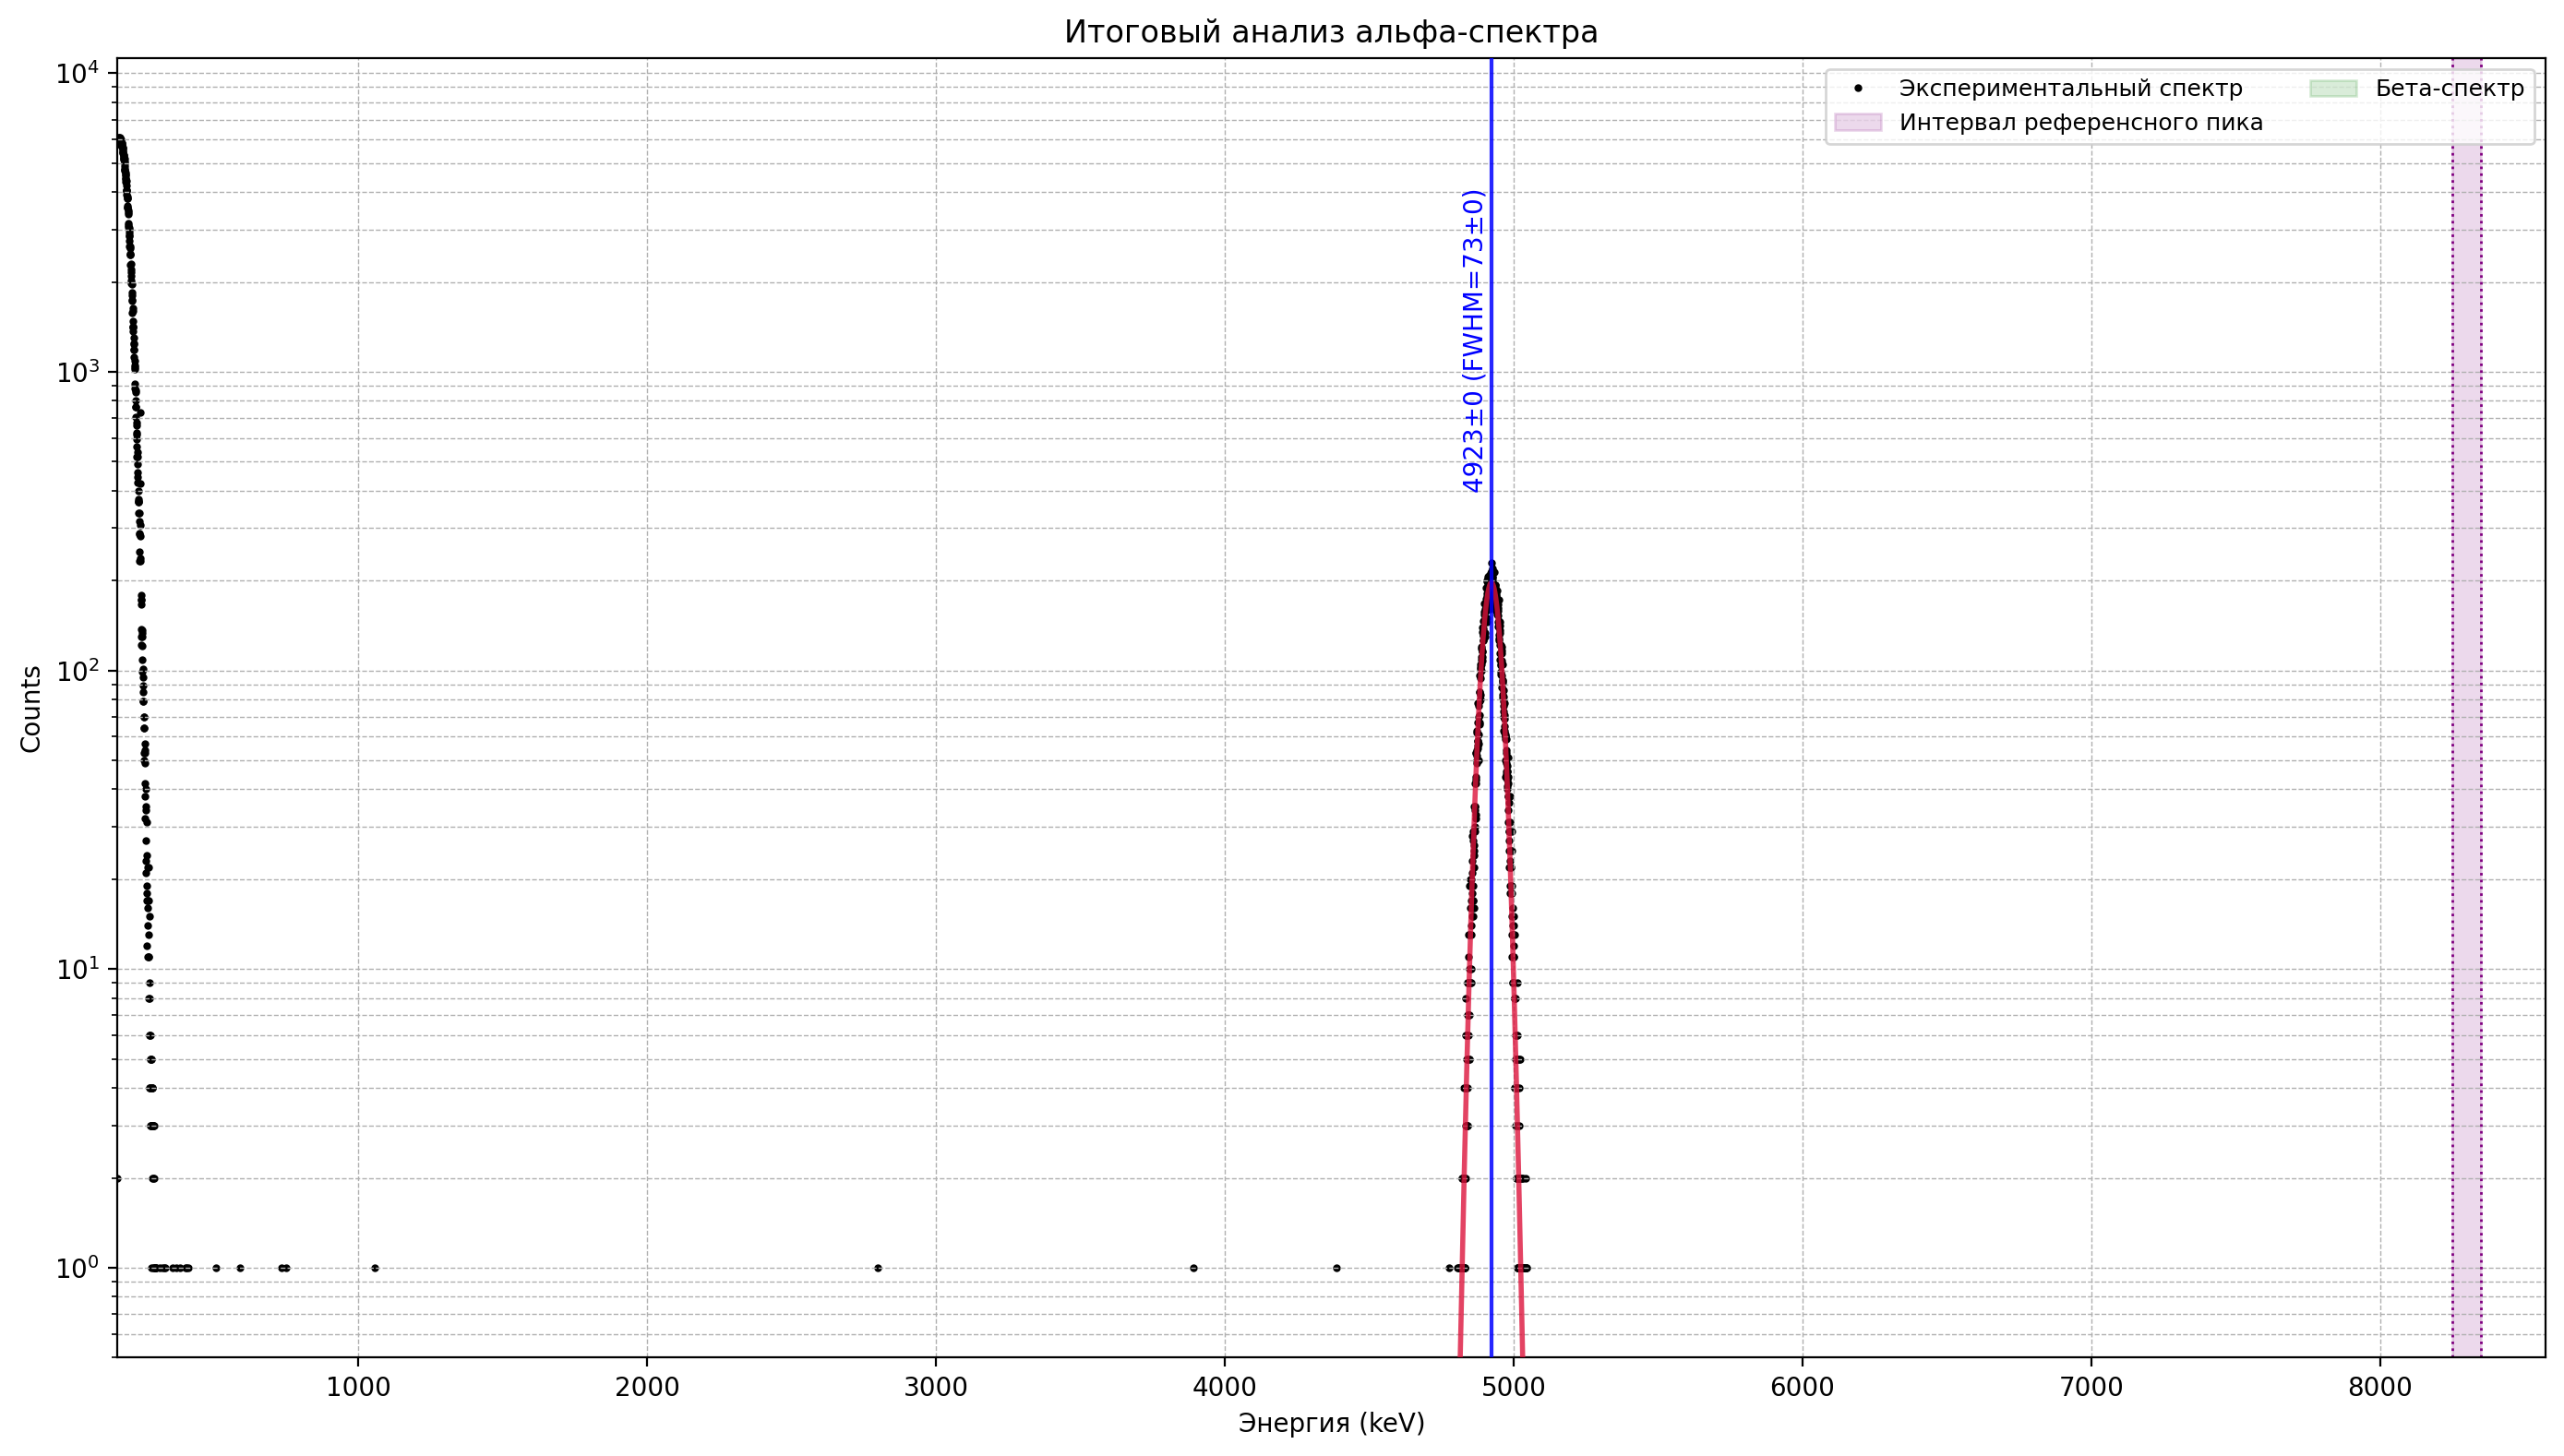 Итоговый анализ альфа-спектра
Экспериментальный спектр
Интервал референсного пика
Бета-спектр
4923±0 (FWHM=73±0)
Counts
10⁴
10³
10²
10¹
10⁰
1000 2000 3000 4000 5000 6000 7000 8000
Энергия (keV)